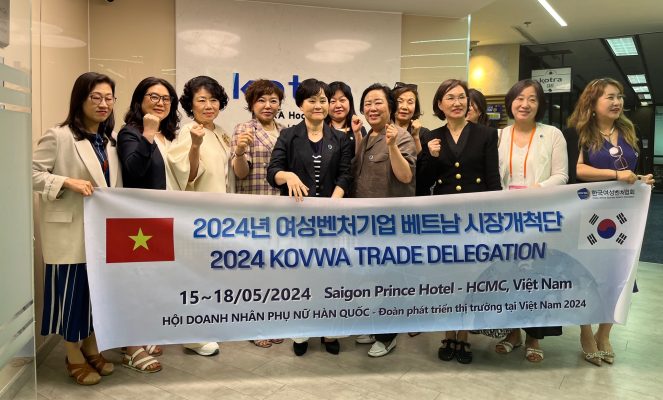 kotra
kotra
한국여성벤처협회
2024년 여성벤처기업 베트남 시장개척단
2024 KOVWA TRADE DELEGATION
15~18/05/2024 Saigon Prince Hotel - HCMC, Việt Nam
HỘI DOANH NHÂN PHỤ NỮ HÀN QUỐC - Đoàn phát triển thị trường tại Việt Nam 2024